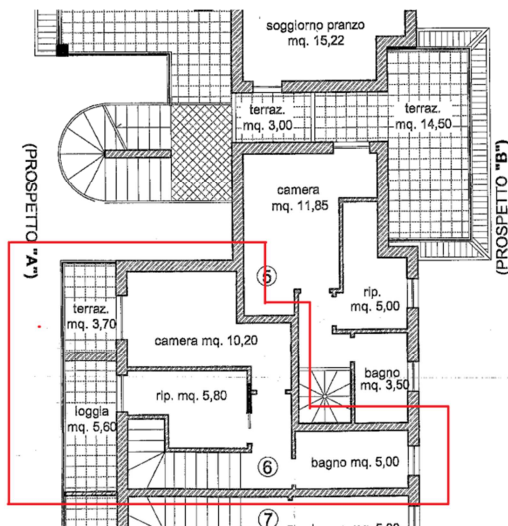 soggiorno pranzo
mq. 15,22
terraz.
mq. 3,00
terraz.
mq. 14,50
(PROSPETTO "A")
(PROSPETTO "B")
camera
mq. 11,85
5
rip.
mq. 5,00
terraz.
mq. 3,70
camera mq. 10,20
bagno
mq. 3,50
rip. mq. 5,80
loggia
mq. 5,60
6
bagno mq. 5,00
7